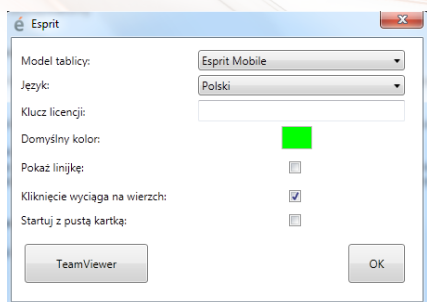 é Esprit
Model tablicy: Esprit Mobile
Język: Polski
Klucz licencji:
Domyślny kolor:
Pokaż linijkę:
Kliknięcie wyciąga na wierzch:
Startuj z pustą kartką:
TeamViewer OK